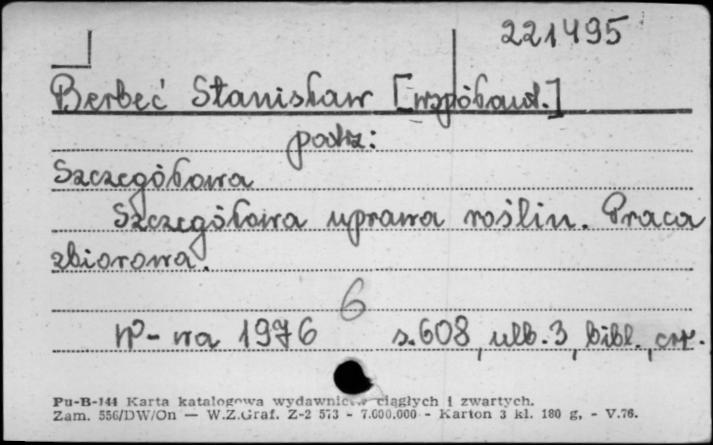 221495
Berbeć Stanisław [współaut.]
patrz:
Szczegółowa
Szczegółowa uprawa roślin. Praca
zbiorowa.
6
W-wa 1976 s. 608, ulb. 3, bibl.
Pu-B-144 Karta katalogowa wydawnictw ciągłych i zwartych.
Zam. 556/DW/On — W.Z.Graf. Z-2 573 - 7.000.000 - Karton 3 kl. 180 g, - V.76.